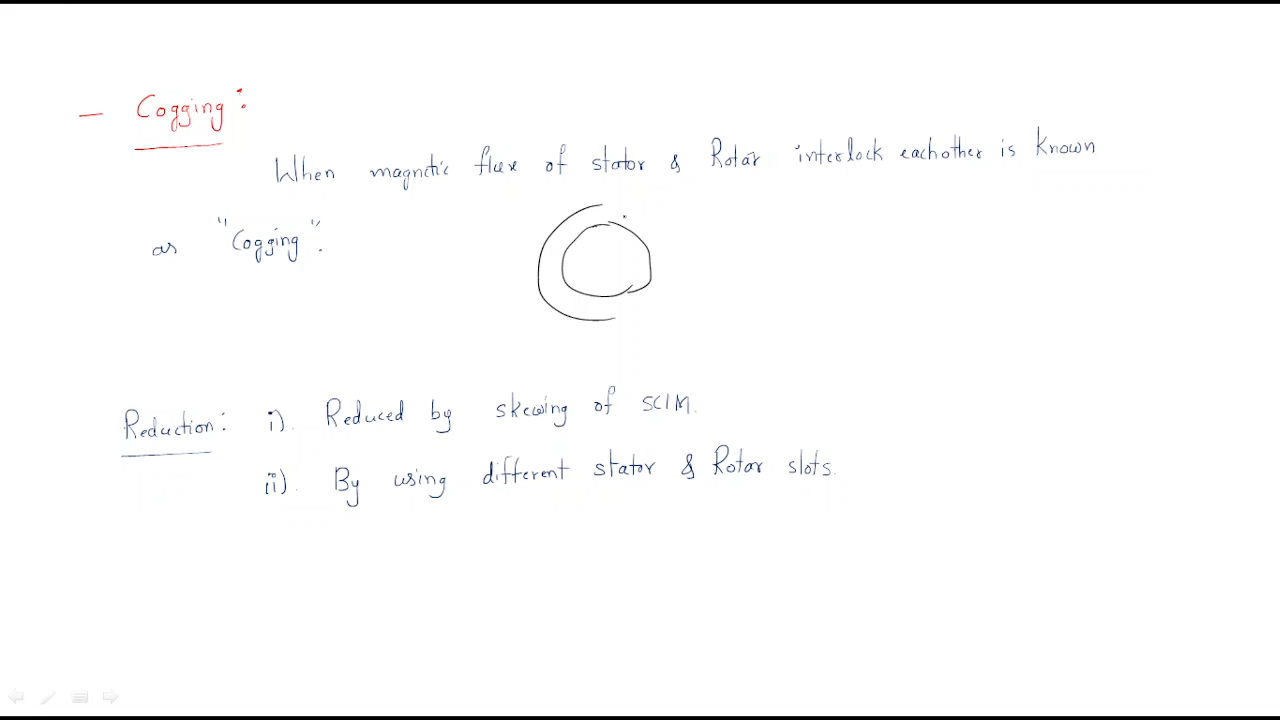 — Cogging :
When magnetic flux of stator & Rotar interlock eachother is known
as "Cogging".
Reduction : i). Reduced by skewing of SCIM.
ii). By using different stator & Rotar slots.